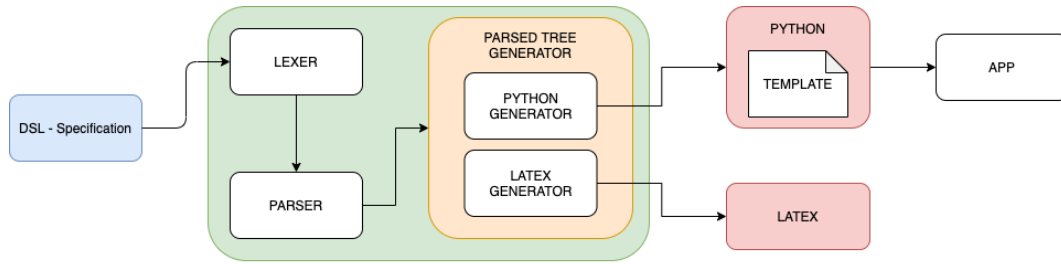 DSL - Specification
LEXER
PARSER
PARSED TREE
GENERATOR
PYTHON
GENERATOR
LATEX
GENERATOR
PYTHON
TEMPLATE
LATEX
APP